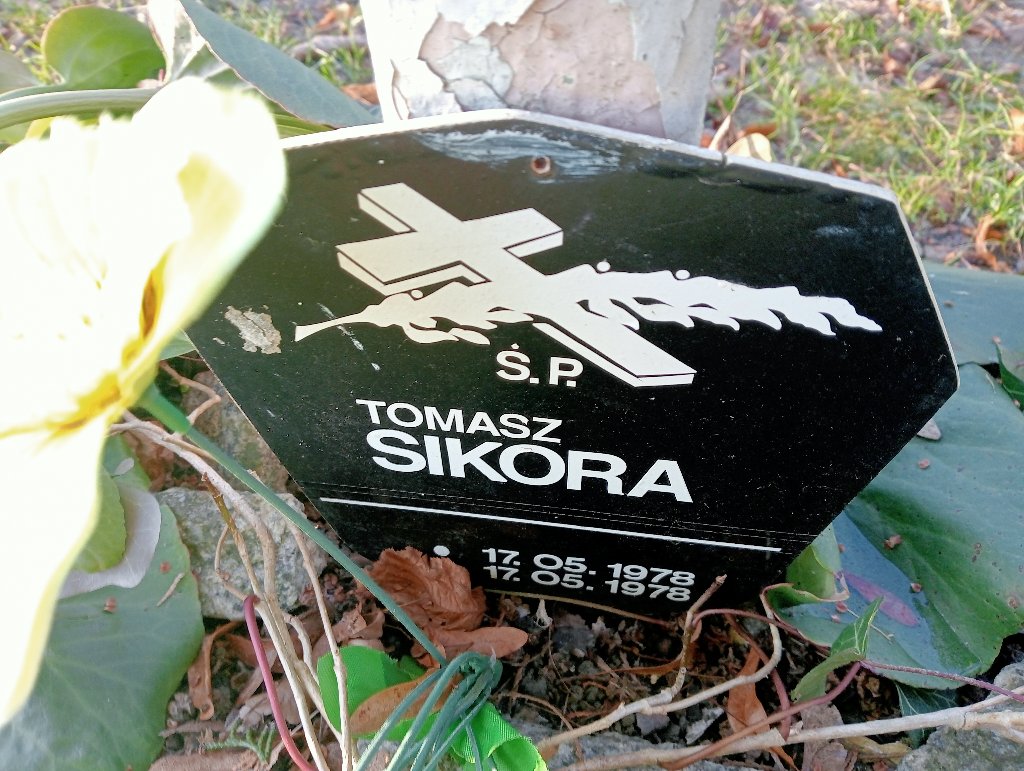 Ś. P.
TOMASZ
SIKORA
17. 05. 1978
17. 05. 1978